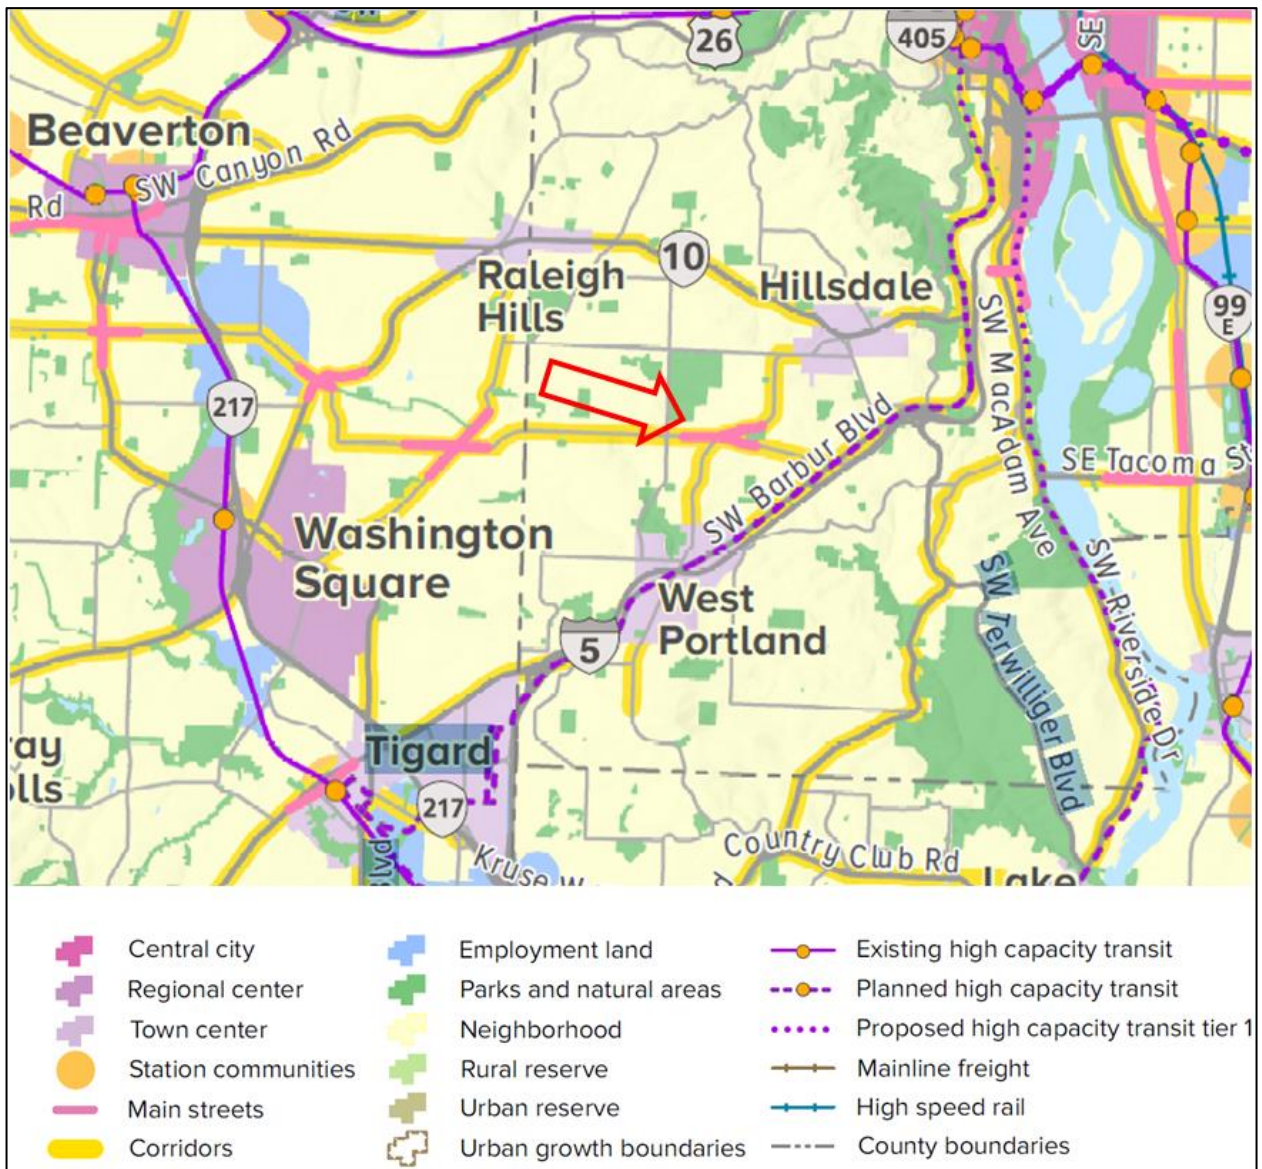 26
405
SE
Beaverton
SW Canyon Rd
Rd
10
Raleigh
Hills
Hillsdale
99
E
217
SW MacAdam Ave
SW Barbur Blvd
SE Tacoma St
Washington
Square
West
Portland
5
SW Terwilliger Blvd
SW Riverside Dr
ray
olls
Tigard
217
Blvd
Kruse W
Country Club Rd
Lake
Central city
Regional center
Town center
Station communities
Main streets
Corridors
Employment land
Parks and natural areas
Neighborhood
Rural reserve
Urban reserve
Urban growth boundaries
Existing high capacity transit
Planned high capacity transit
Proposed high capacity transit tier 1
Mainline freight
High speed rail
County boundaries